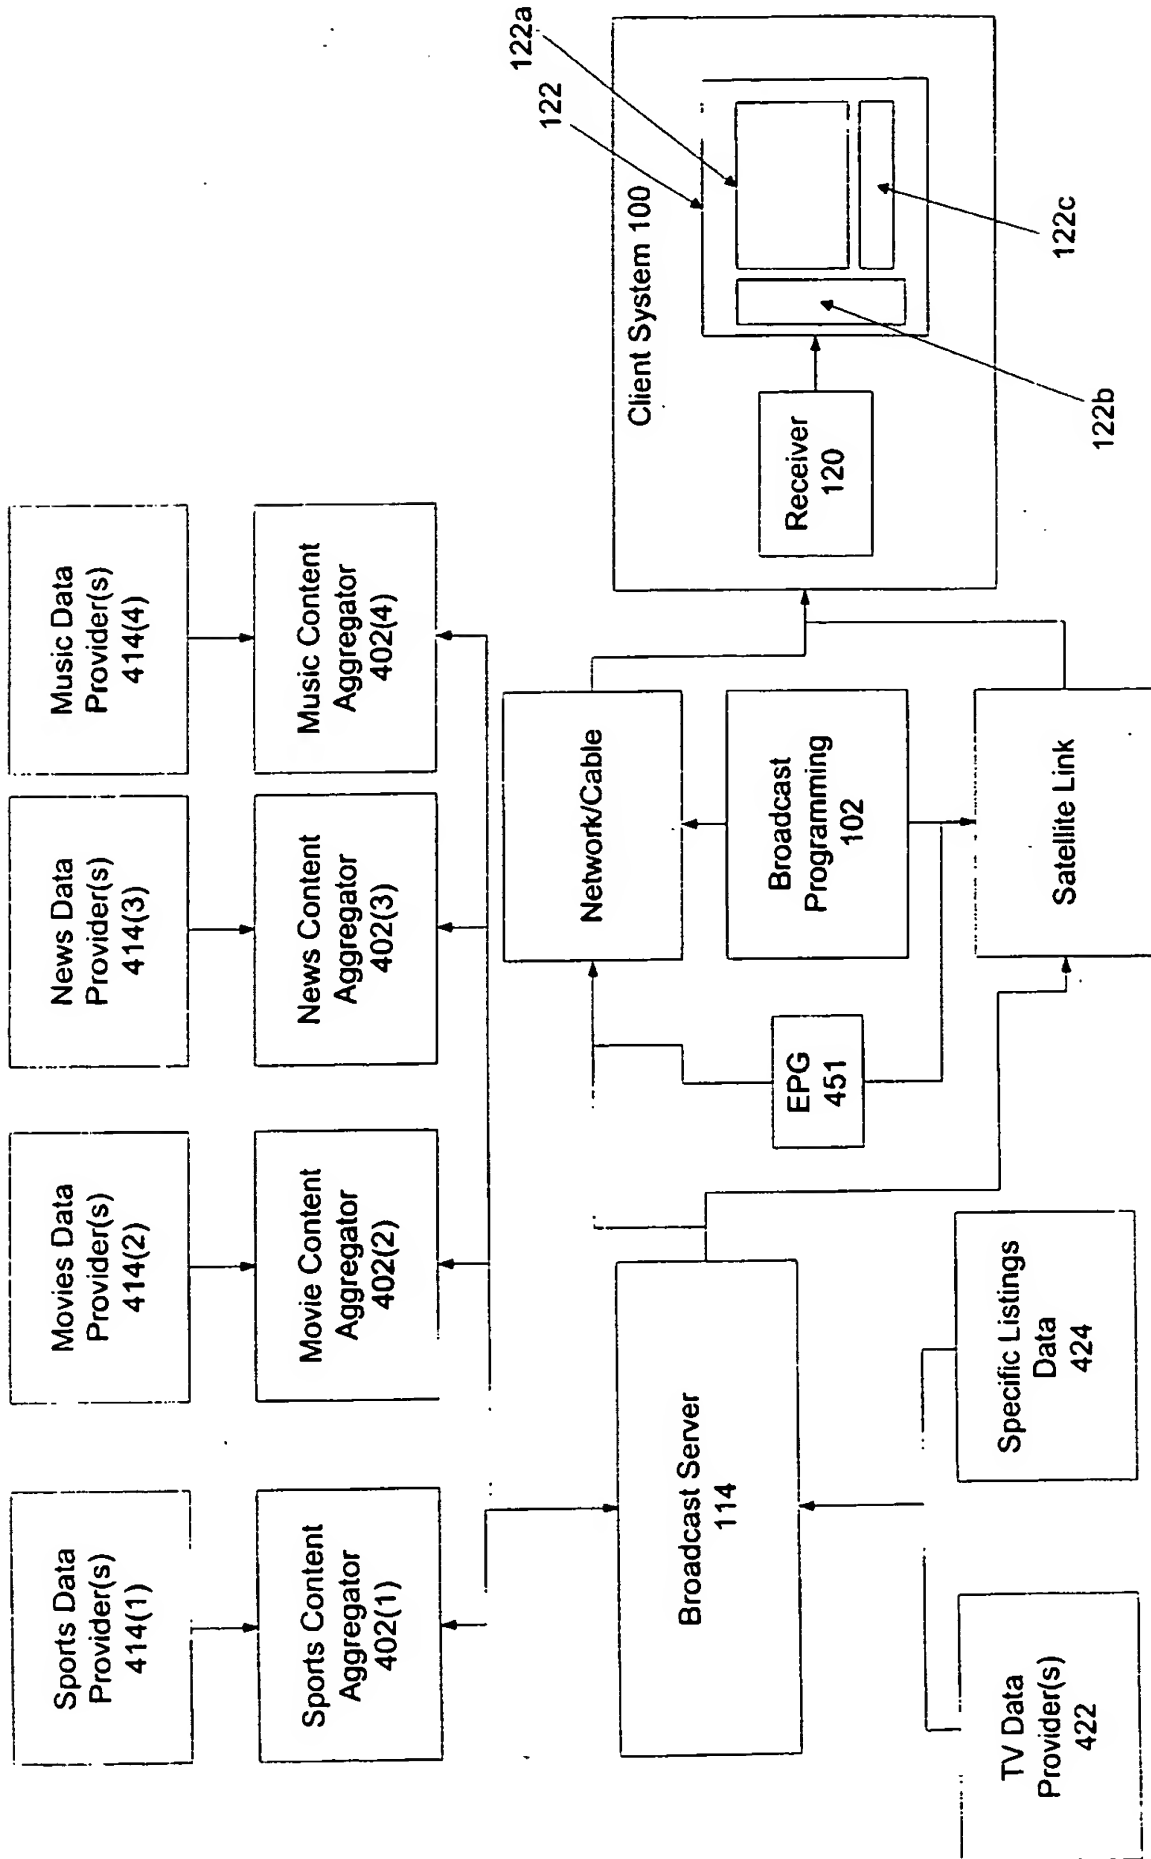 Sports Data
Provider(s)
414(1)
Movies Data
Provider(s)
414(2)
News Data
Provider(s)
414(3)
Music Data
Provider(s)
414(4)
Sports Content
Aggregator
402(1)
Movie Content
Aggregator
402(2)
News Content
Aggregator
402(3)
Music Content
Aggregator
402(4)
Broadcast Server
114
TV Data
Provider(s)
422
Specific Listings
Data
424
EPG
451
Network/Cable
Broadcast
Programming
102
Satellite Link
Client System 100
Receiver
120
122
122a
122b
122c